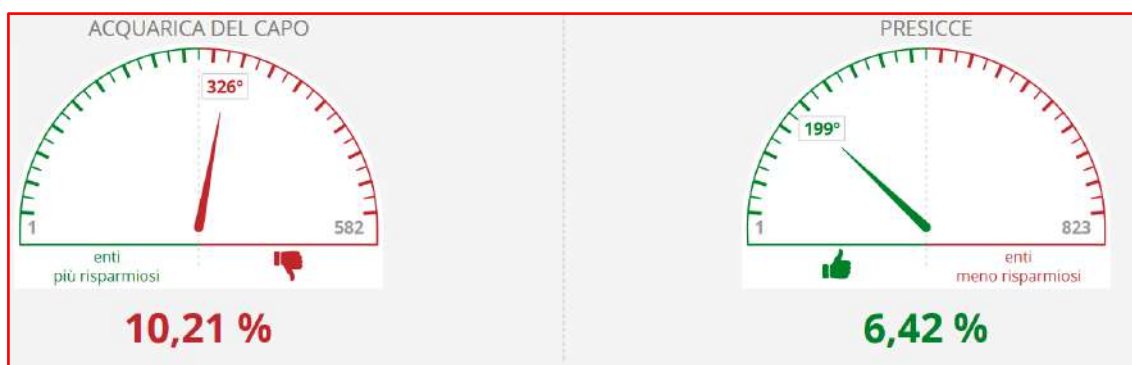 ACQUARICA DEL CAPO
326°
1
582
enti
più risparmiosi
10,21 %
PRESICCE
199°
1
823
enti
meno risparmiosi
6,42 %